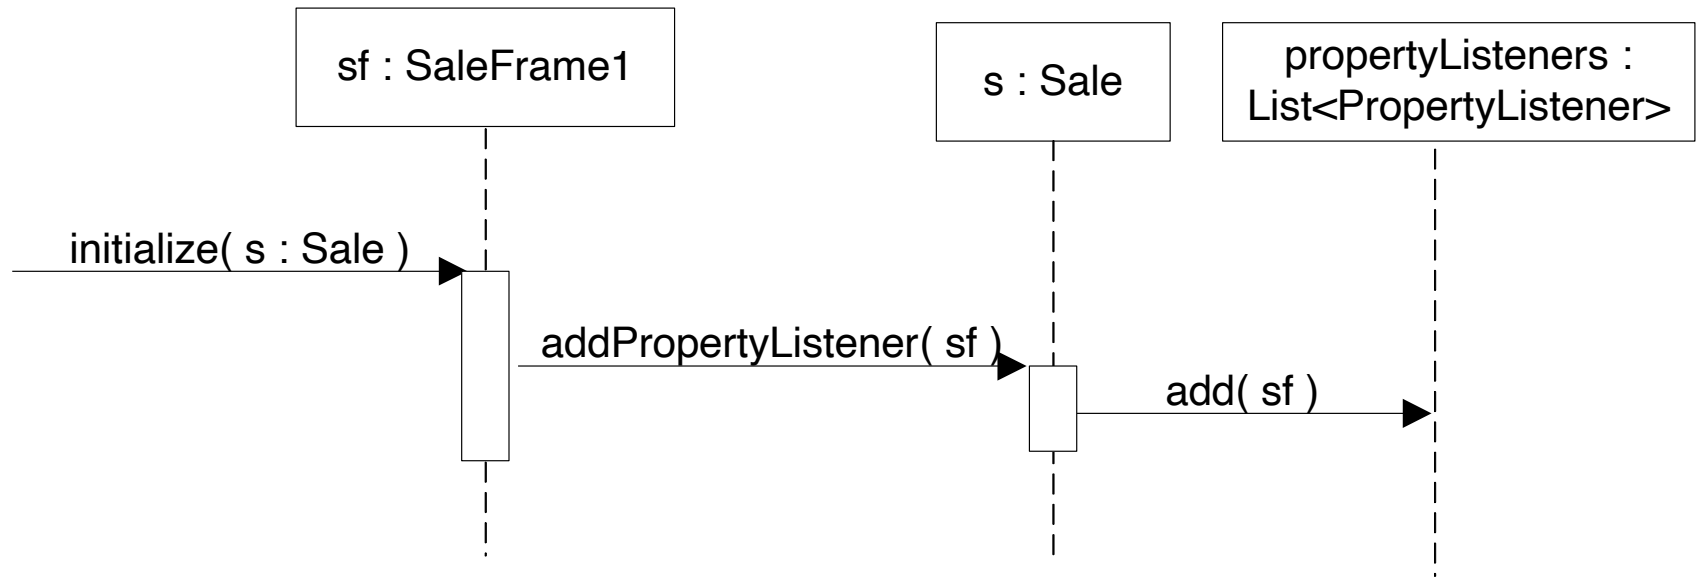 sf : SaleFrame1
s : Sale
propertyListeners :
List<PropertyListener>
initialize( s : Sale )
addPropertyListener( sf )
add( sf )